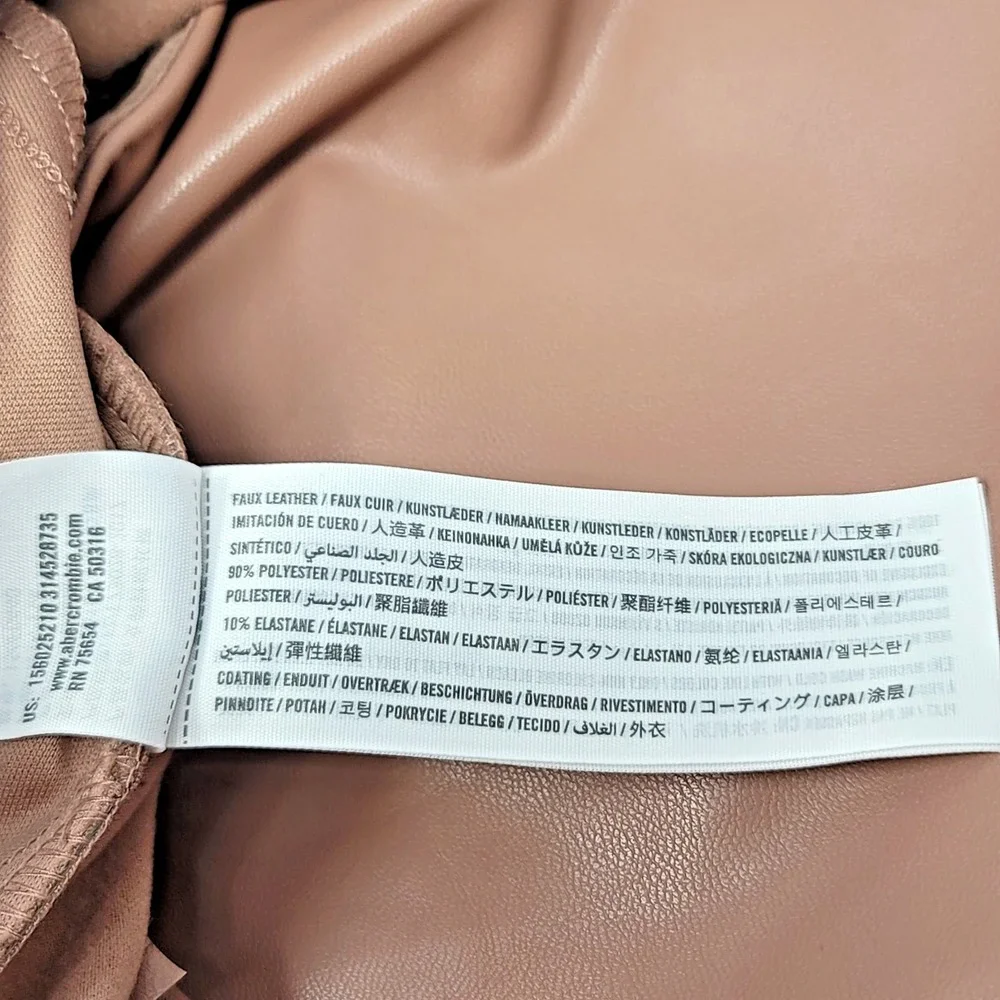 US: 156025210 314528735
www.abercrombie.com
RN 75654 CA 50316
FAUX LEATHER / FAUX CUIR / KUNSTLÆDER / NAMAAKLEER / KUNSTLEDER / KONSTLÄDER / ECOPELLE / 人工皮革 /
IMITACIÓN DE CUERO / 人造革 / KEINONAHKA / UMĚLÁ KŮŽE / 인조 가죽 / SKÓRA EKOLOGICZNA / KUNSTLÆR / COURO
SINTÉTICO / الجلد الصناعي / 人造皮
90% POLYESTER / POLIESTERE / ポリエステル / POLIÉSTER / 聚酯纤维 / POLYESTERIÄ / 폴리에스테르 /
POLIESTER / البوليستر / 聚脂纖維
10% ELASTANE / ÉLASTANE / ELASTAN / ELASTAAN / エラスタン / ELASTANO / 氨纶 / ELASTAANIA / 엘라스탄 /
إيلاستين / 彈性纖維
COATING / ENDUIT / OVERTRÆK / BESCHICHTUNG / ÖVERDRAG / RIVESTIMENTO / コーティング / CAPA / 涂层 /
PINNOITE / POTAH / 코팅 / POKRYCIE / BELEGG / TECIDO / الغلاف / 外衣